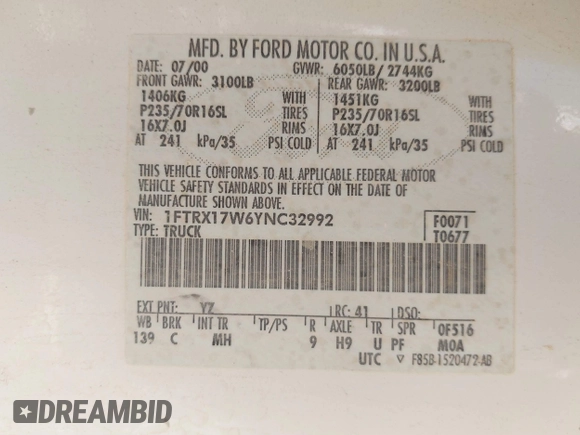 MFD. BY FORD MOTOR CO. IN U.S.A.
DATE: 07/00 GVWR: 6050LB/ 2744KG
FRONT GAWR: 3100LB REAR GAWR: 3200LB
1406KG WITH 1451KG WITH
P235/70R16SL TIRES P235/70R16SL TIRES
16X7.0J RIMS 16X7.0J RIMS
AT 241 kPa/35 PSI COLD AT 241 kPa/35 PSI COLD
THIS VEHICLE CONFORMS TO ALL APPLICABLE FEDERAL MOTOR
VEHICLE SAFETY STANDARDS IN EFFECT ON THE DATE OF
MANUFACTURE SHOWN ABOVE.
VIN: 1FTRX17W6YNC32992 F0071
TYPE: TRUCK T0677
EXT PNT: YZ RC: 41 DSO:
WB BRK INT TR TP/PS R AXLE TR SPR 0F516
139 C MH 9 H9 U PF MOA
UTC ▽ F85B-1520472-AB
DREAMBID